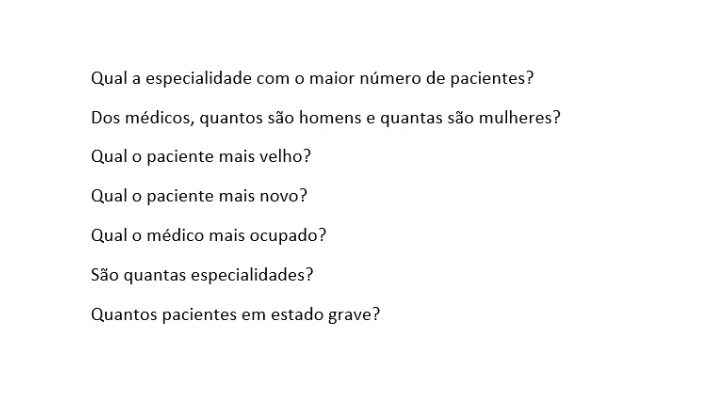 Qual a especialidade com o maior número de pacientes?
Dos médicos, quantos são homens e quantas são mulheres?
Qual o paciente mais velho?
Qual o paciente mais novo?
Qual o médico mais ocupado?
São quantas especialidades?
Quantos pacientes em estado grave?